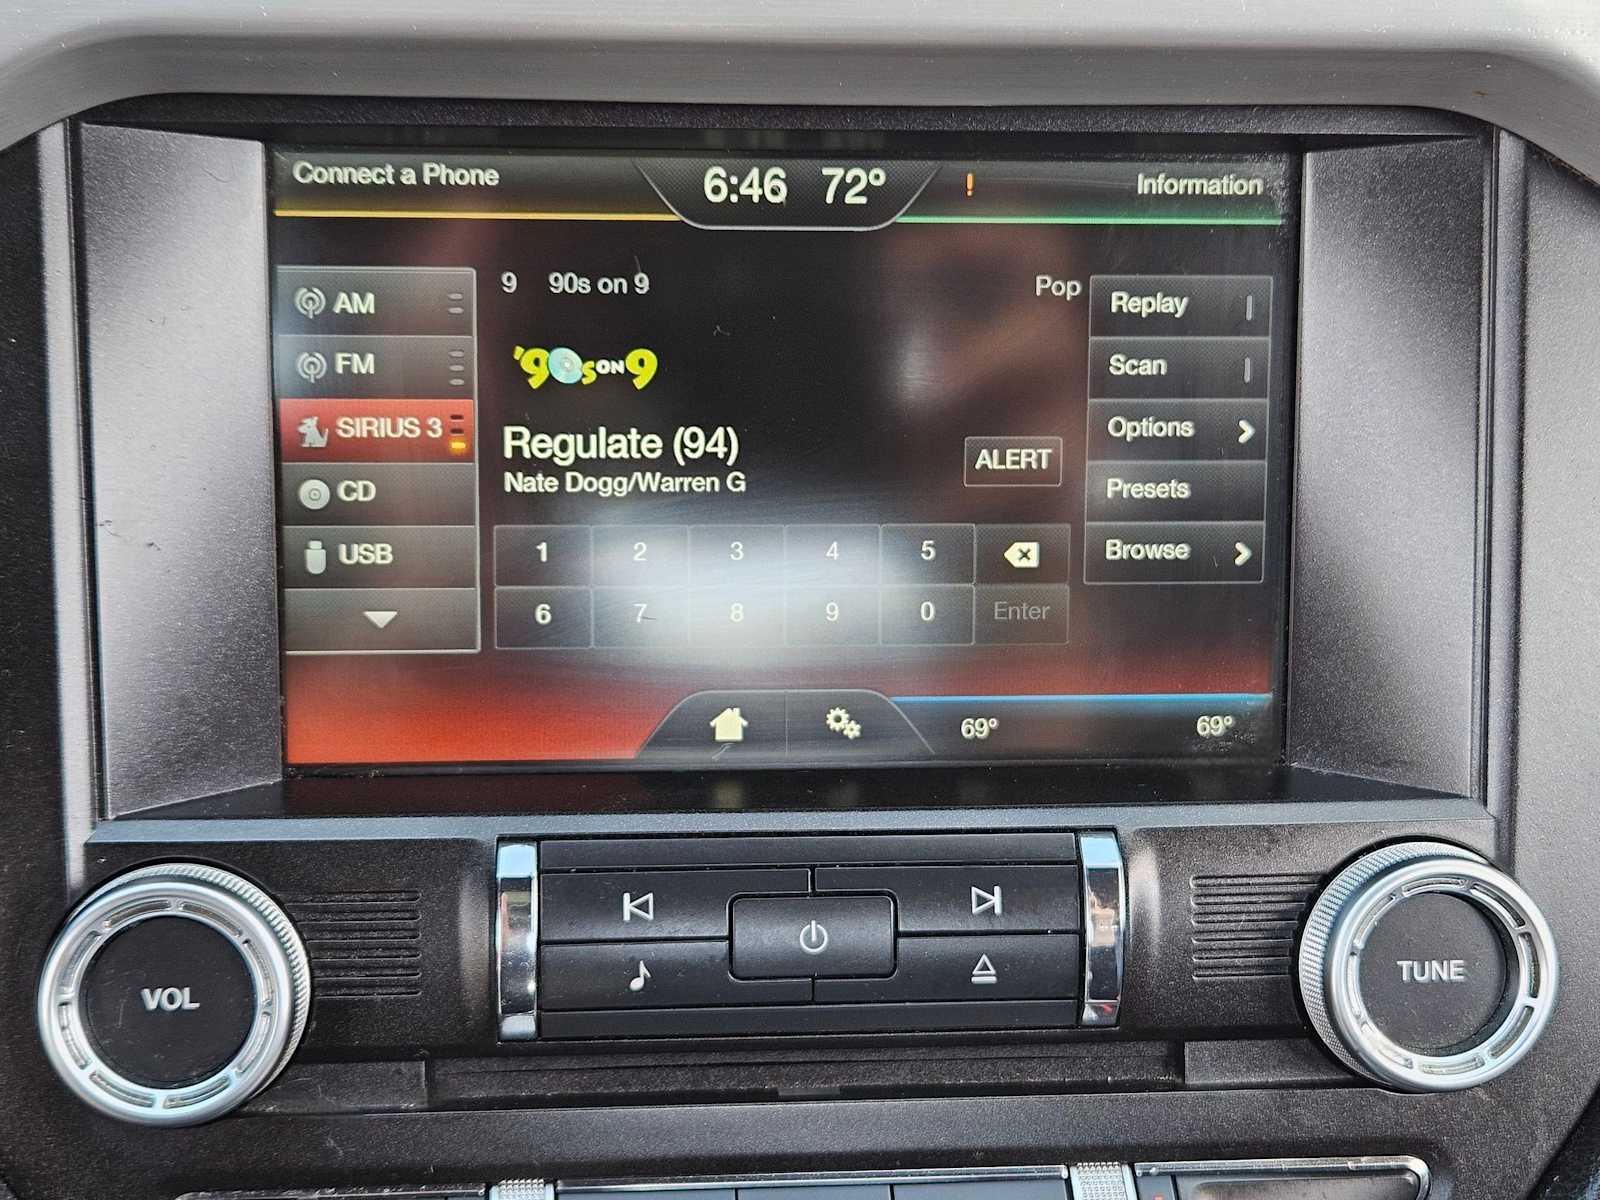 Connect a Phone
6:46 72°
!
Information
AM
FM
SIRIUS 3
CD
USB
9 90s on 9
Pop
'90s ON 9
Regulate (94)
Nate Dogg/Warren G
ALERT
1 2 3 4 5
6 7 8 9 0 Enter
Replay
Scan
Options
Presets
Browse
69°
69°
VOL
TUNE